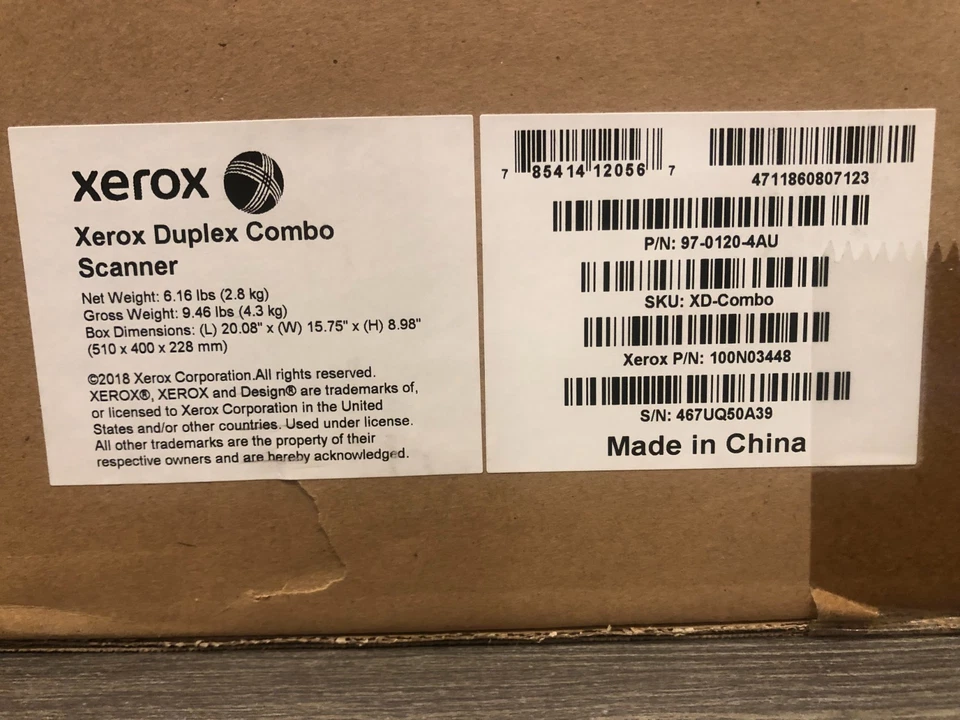 xerox
Xerox Duplex Combo
Scanner
Net Weight: 6.16 lbs (2.8 kg)
Gross Weight: 9.46 lbs (4.3 kg)
Box Dimensions: (L) 20.08" x (W) 15.75" x (H) 8.98"
(510 x 400 x 228 mm)
©2018 Xerox Corporation.All rights reserved.
XEROX®, XEROX and Design® are trademarks of,
or licensed to Xerox Corporation in the United
States and/or other countries. Used under license.
All other trademarks are the property of their
respective owners and are hereby acknowledged.
7 85414 12056 7
4711860807123
P/N: 97-0120-4AU
SKU: XD-Combo
Xerox P/N: 100N03448
S/N: 467UQ50A39
Made in China